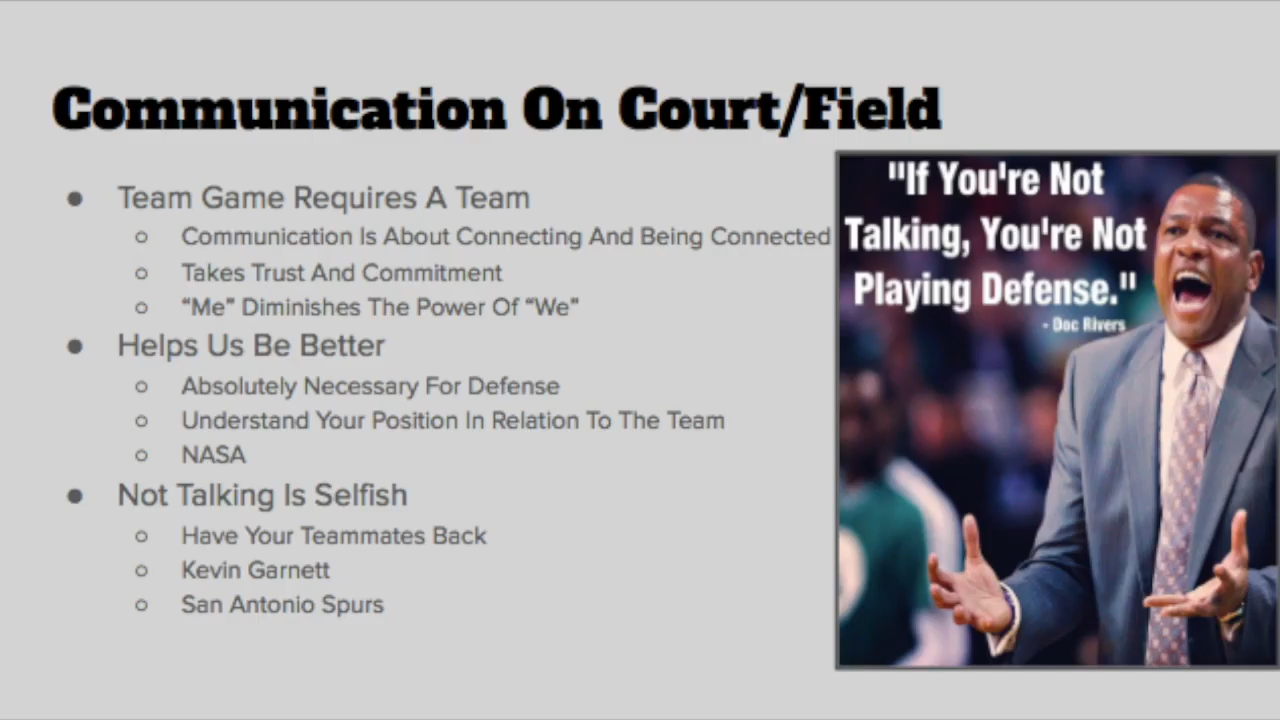 Communication On Court/Field
Team Game Requires A Team
Communication Is About Connecting And Being Connected
Takes Trust And Commitment
“Me” Diminishes The Power Of “We”
Helps Us Be Better
Absolutely Necessary For Defense
Understand Your Position In Relation To The Team
NASA
Not Talking Is Selfish
Have Your Teammates Back
Kevin Garnett
San Antonio Spurs
"If You're Not
Talking, You're Not
Playing Defense."
- Doc Rivers